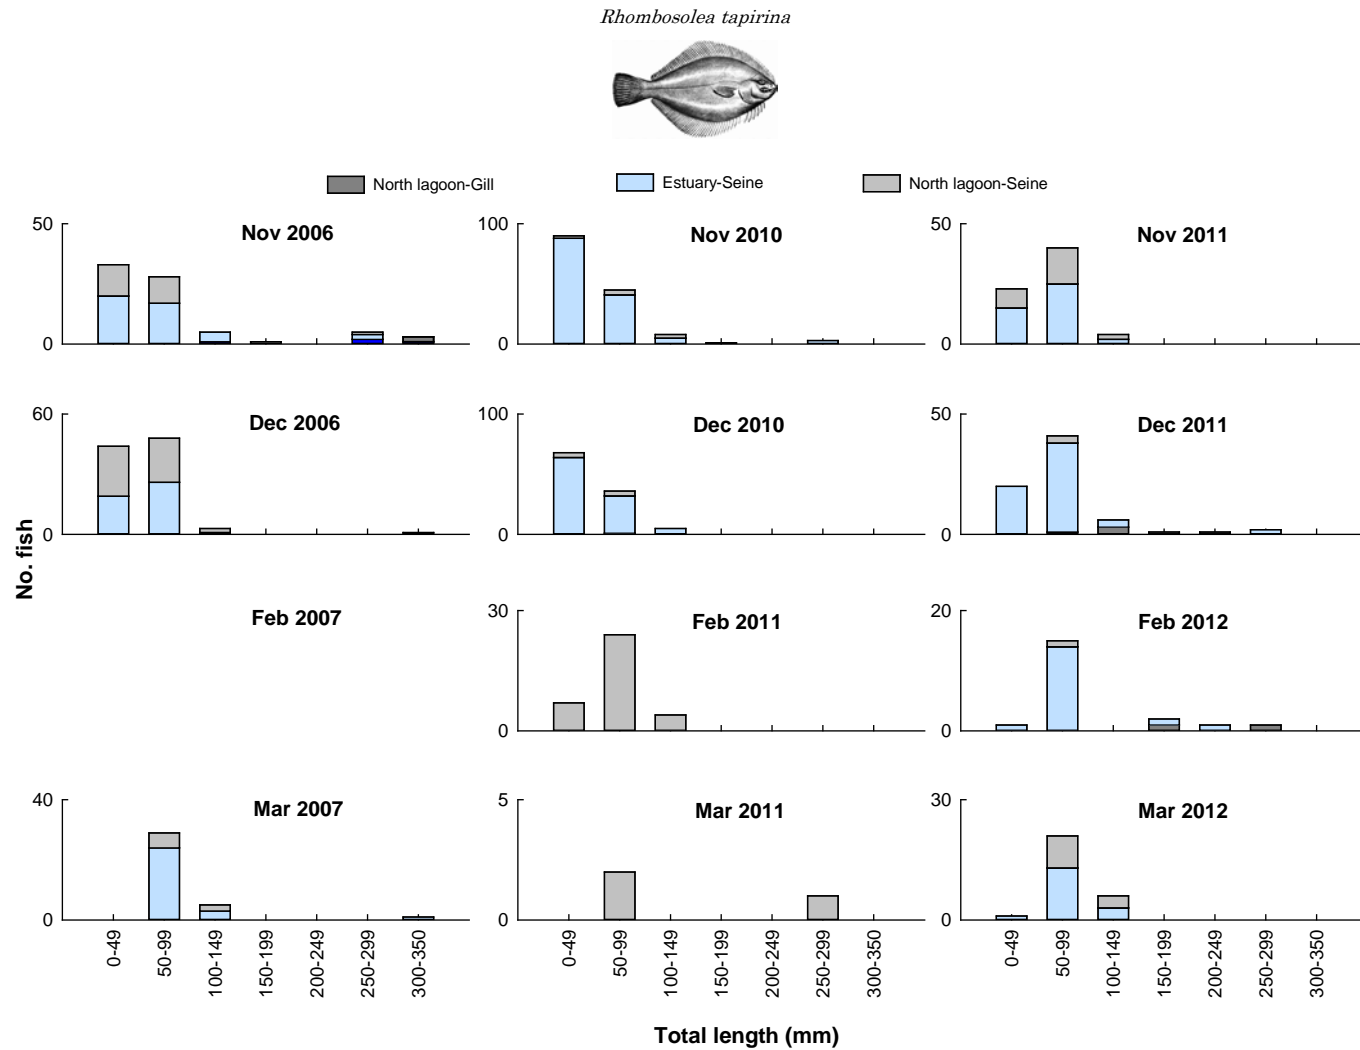 Rhombosolea tapirina
North lagoon-Gill
Estuary-Seine
North lagoon-Seine
No. fish
50
0
Nov 2006
100
0
Nov 2010
50
0
Nov 2011
60
0
Dec 2006
100
0
Dec 2010
50
0
Dec 2011
Feb 2007
30
0
Feb 2011
20
0
Feb 2012
40
0
Mar 2007
5
0
Mar 2011
30
0
Mar 2012
0-49
50-99
100-149
150-199
200-249
250-299
300-350
0-49
50-99
100-149
150-199
200-249
250-299
300-350
0-49
50-99
100-149
150-199
200-249
250-299
300-350
Total length (mm)